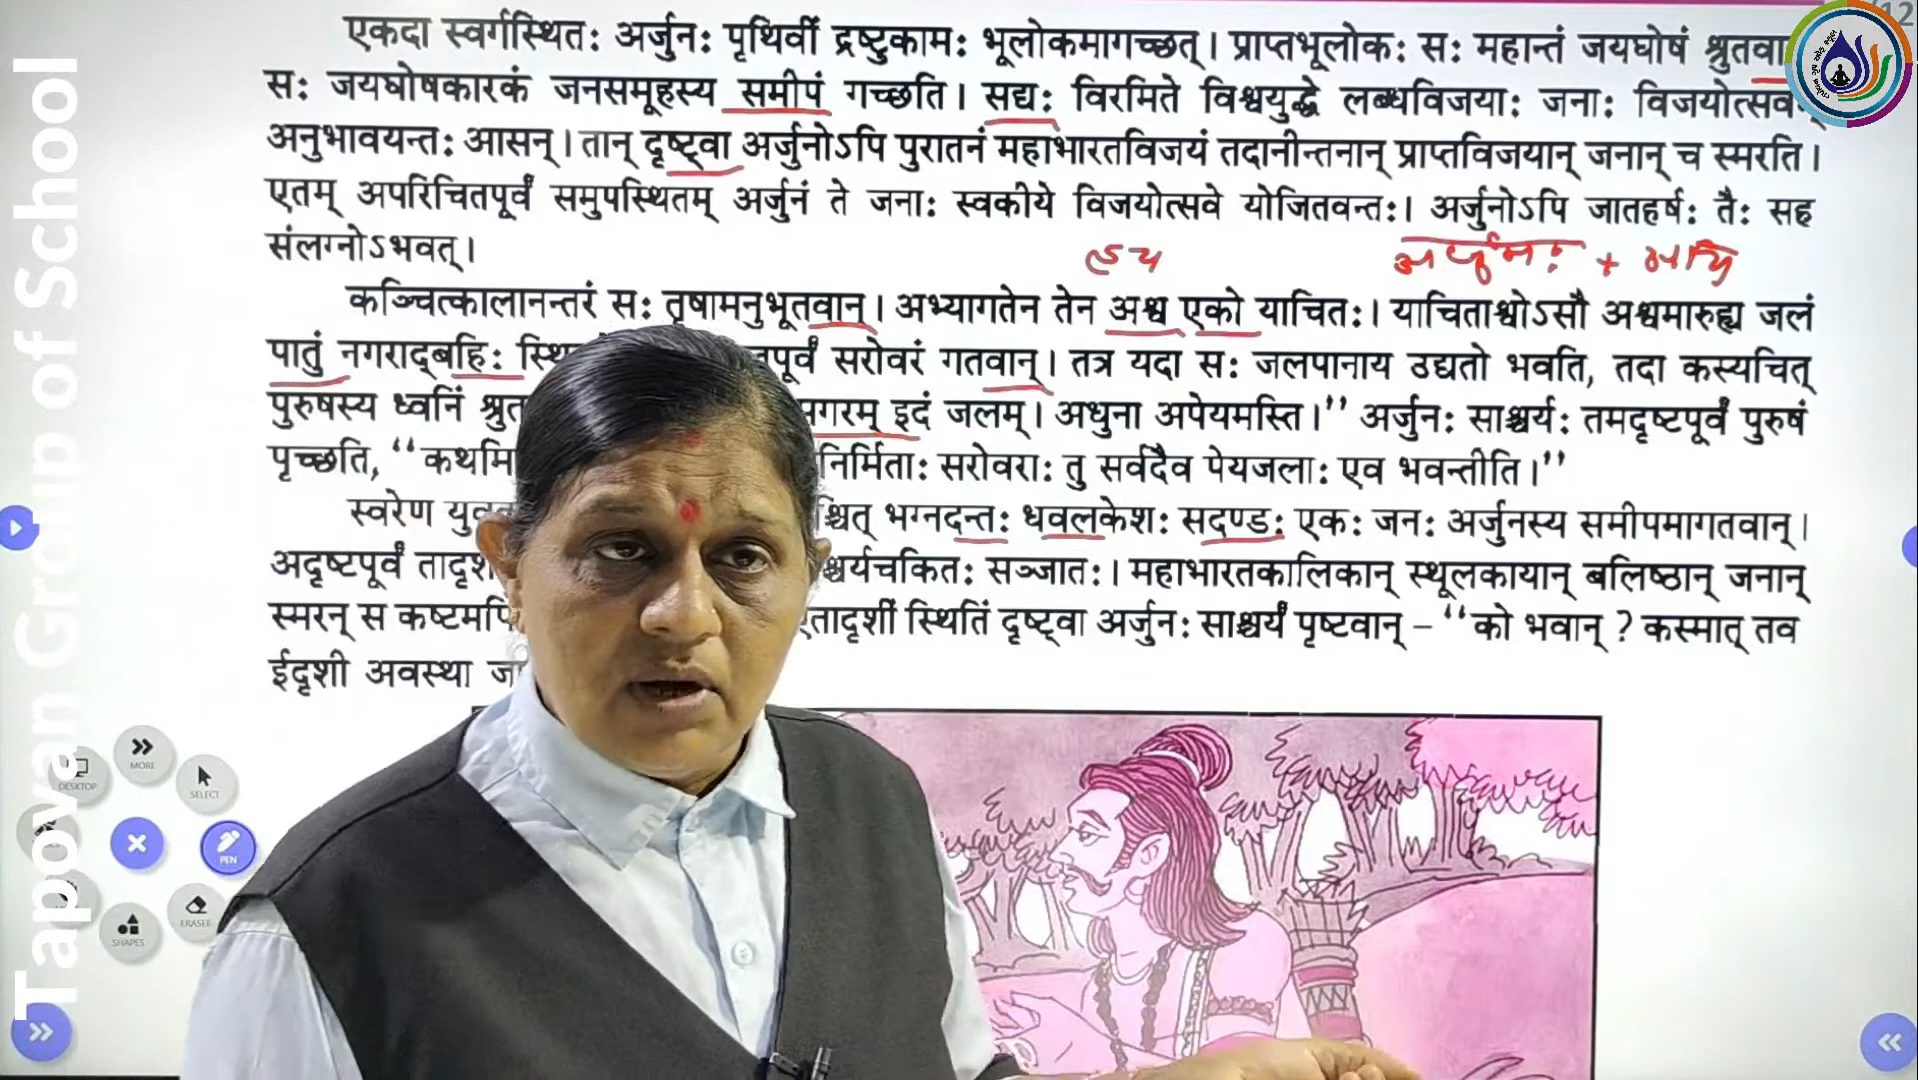 12
एकदा स्वर्गस्थितः अर्जुनः पृथिवीं द्रष्टुकामः भूलोकमागच्छत्। प्राप्तभूलोकः सः महान्तं जयघोषं
सः जयघोषकारकं जनसमूहस्य समीपं गच्छति। सद्यः विरमिते विश्वयुद्धे लब्धविजयाः जनाः
अनुभावयन्तः आसन्। तान् दृष्ट्वा अर्जुनोऽपि पुरातनं महाभारतविजयं तदानीन्तनान् प्राप्तविजयान् जनान् च स्मरति।
एतम् अपरिचितपूर्वं समुपस्थितम् अर्जुनं ते जनाः स्वकीये विजयोत्सवे योजितवन्तः। अर्जुनोऽपि जातहर्षः तैः सह
संलग्नोऽभवत्।
अर्जुनः + अपि
कञ्चित्कालानन्तरं सः तृषामनुभूतवान्। अभ्यागतेन तेन अश्व एको याचितः। याचिताश्वोऽसौ अश्वमारुह्य जलं
पातुं नगराद्बहिः सरोवरं गतवान्। तत्र यदा सः जलपानाय उद्यतो भवति, तदा कस्यचित्
पुरुषस्य ध्वनिं इदं जलम्। अधुना अपेयमस्ति।’’ अर्जुनः साश्चर्यः तमदृष्टपूर्वं पुरुषं
पृच्छति, निर्मिताः सरोवराः तु सर्वदैव पेयजलाः एव भवन्तीति।’’
स्वरेण भग्नदन्तः धवलकेशः सदण्डः एकः जनः अर्जुनस्य समीपमागतवान्।
अदृष्टपूर्वं सञ्जातः। महाभारतकालिकान् स्थूलकायान् बलिष्ठान् जनान्
स्मरन् स स्थितिं दृष्ट्वा अर्जुनः साश्चर्यं पृष्टवान् – ‘‘को भवान् ? कस्मात् तव
ईदृशी अवस्था
Tapovan Group of School
MORE
DESKTOP
SELECT
PEN
ERASER
SHAPES